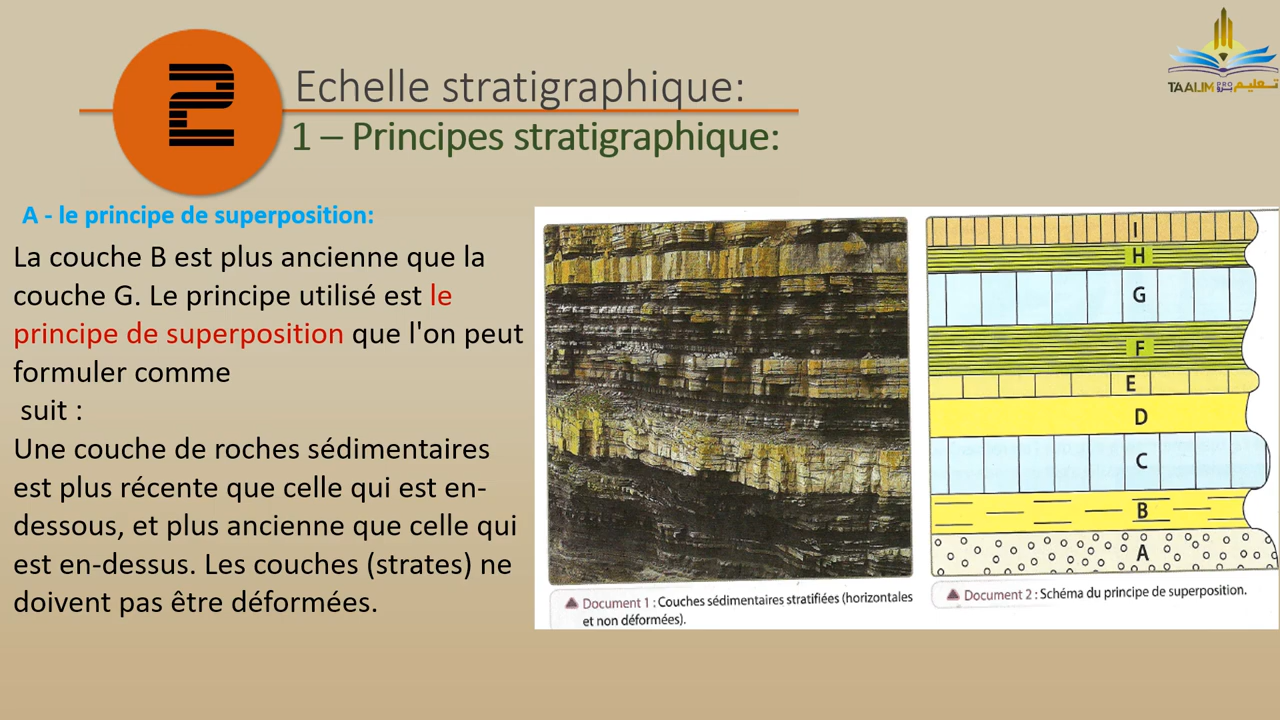 2
Echelle stratigraphique:
1 – Principes stratigraphique:
TAALIM PRO تعليم برو
A - le principe de superposition:
La couche B est plus ancienne que la
couche G. Le principe utilisé est le
principe de superposition que l'on peut
formuler comme
suit :
Une couche de roches sédimentaires
est plus récente que celle qui est en-
dessous, et plus ancienne que celle qui
est en-dessus. Les couches (strates) ne
doivent pas être déformées.
I
H
G
F
E
D
C
B
A
Document 1 : Couches sédimentaires stratifiées (horizontales
et non déformées).
Document 2 : Schéma du principe de superposition.